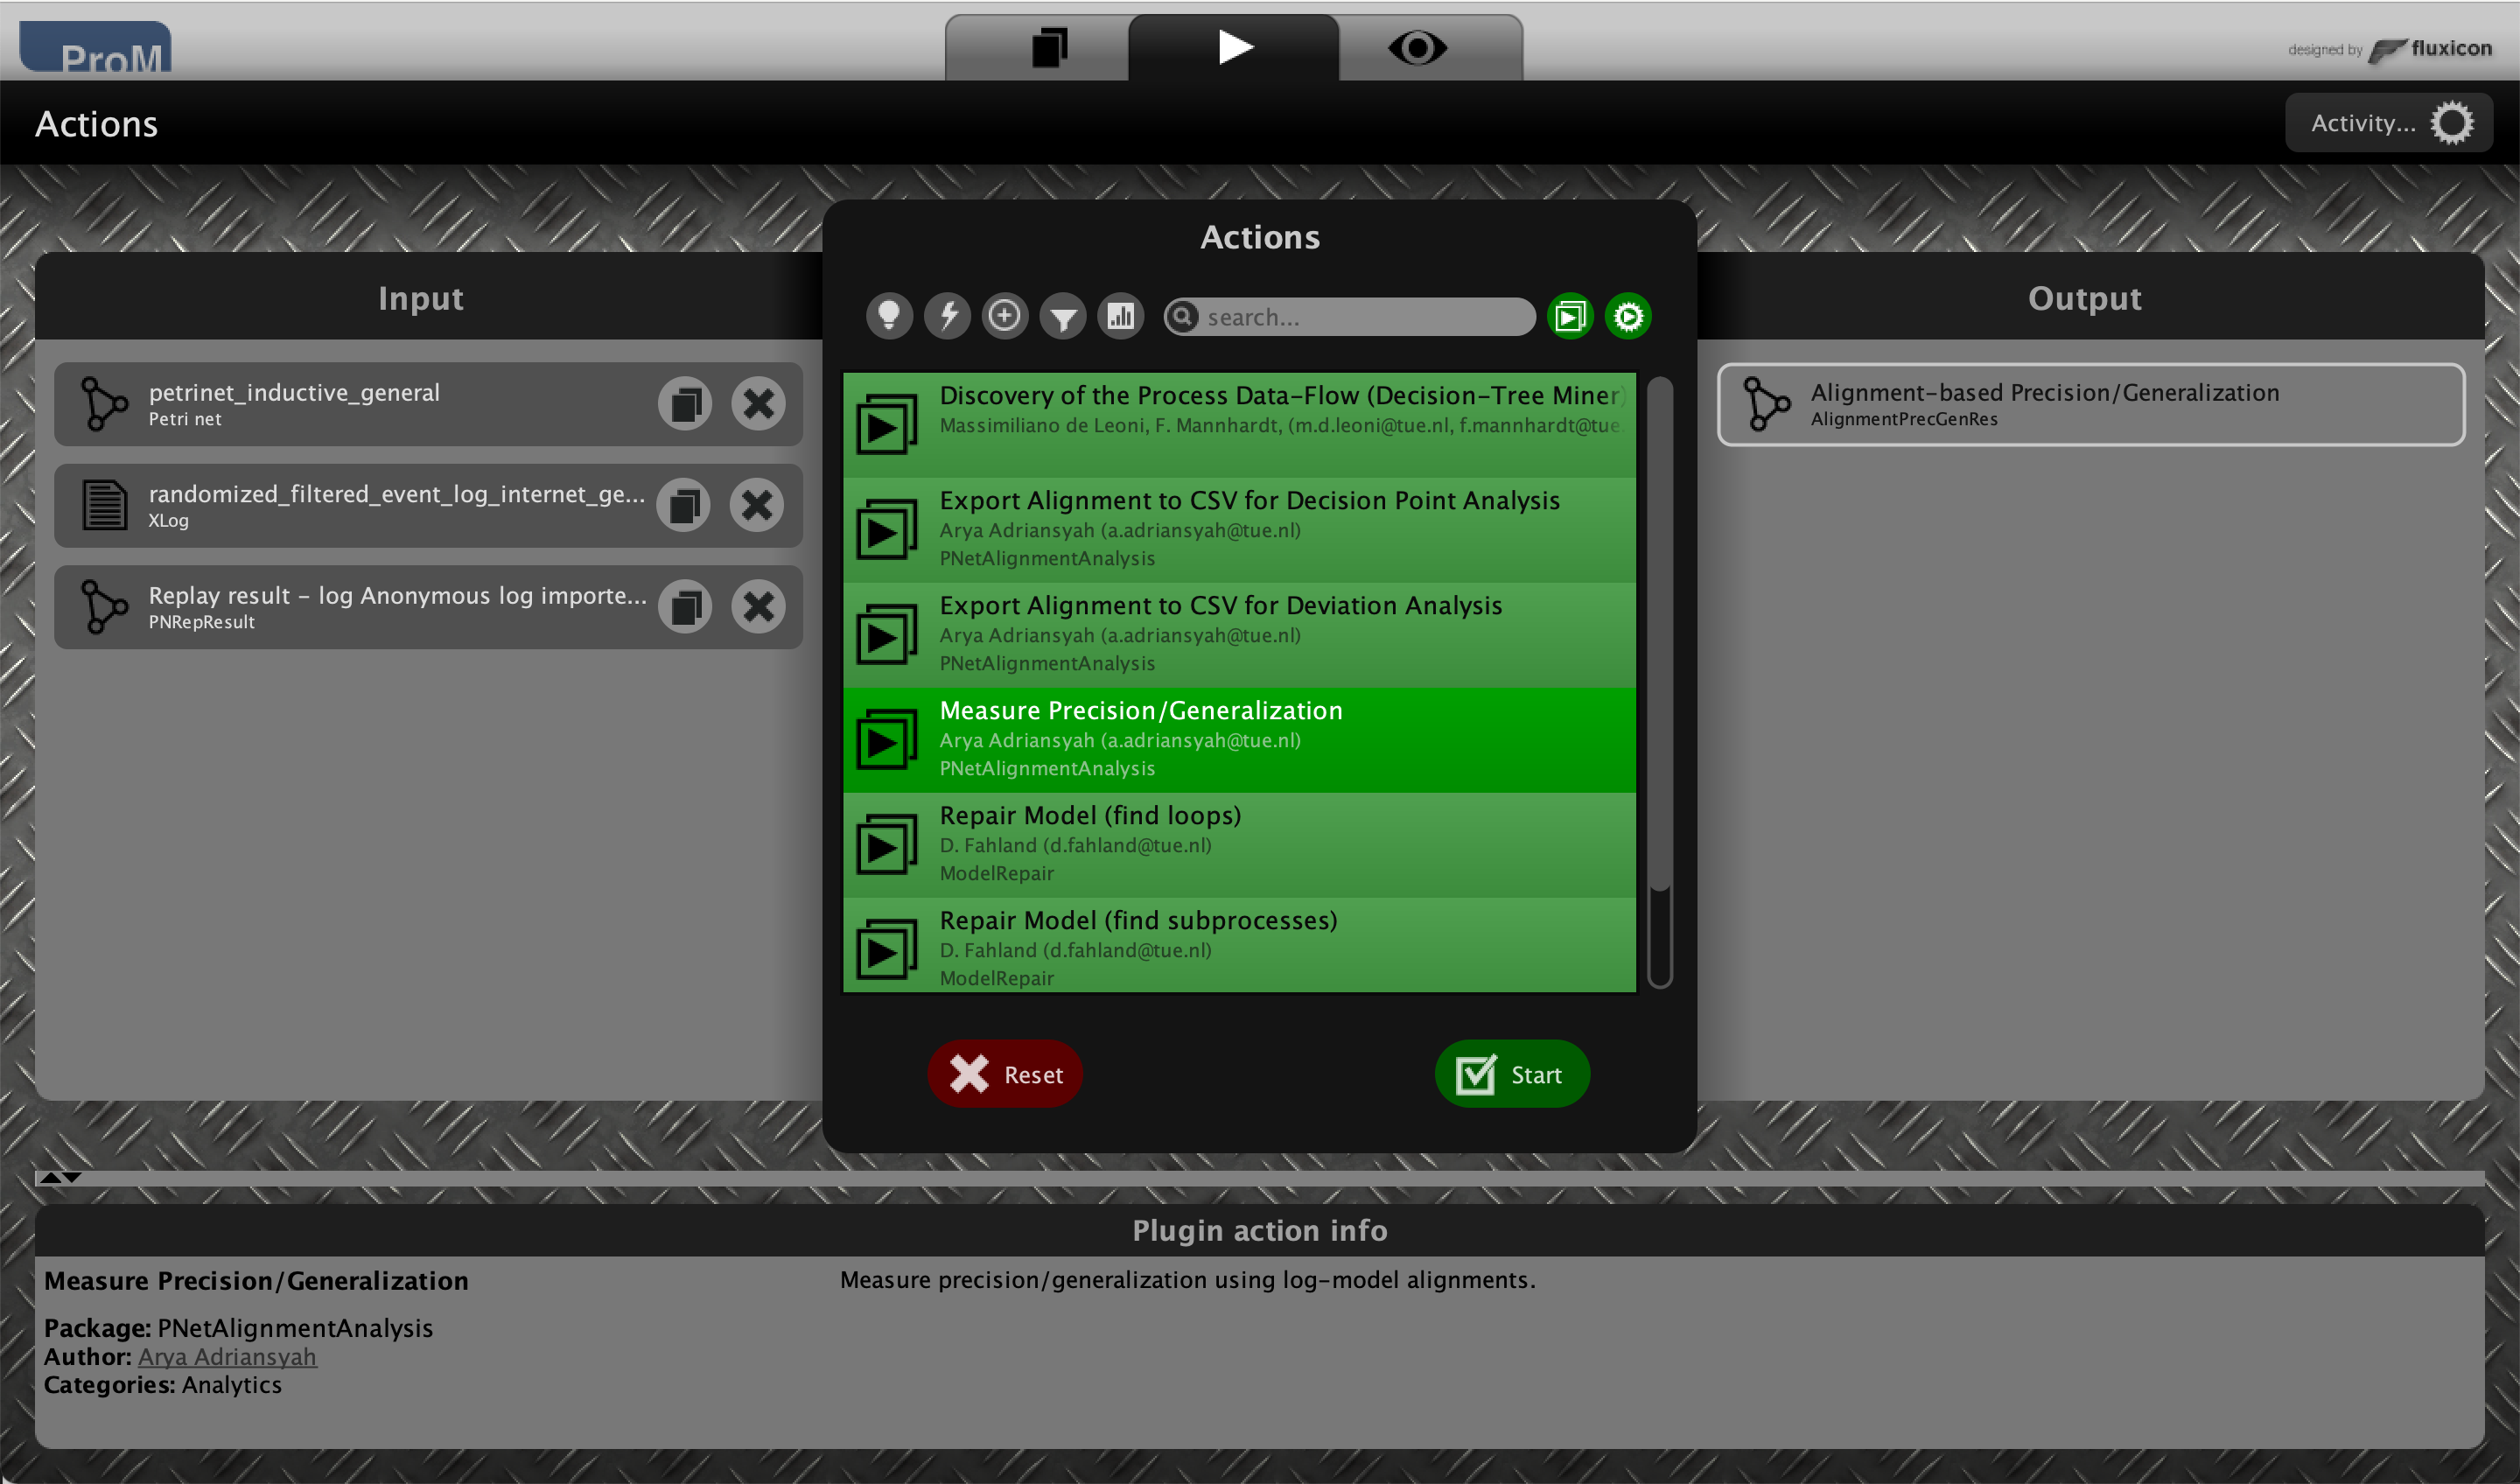 ProM
designed by fluxicon
Actions
Activity...
Input
petrinet_inductive_general
Petri net
randomized_filtered_event_log_internet_ge...
XLog
Replay result - log Anonymous log importe...
PNRepResult
Actions
search...
Discovery of the Process Data-Flow (Decision-Tree Miner)
Massimiliano de Leoni, F. Mannhardt, (m.d.leoni@tue.nl, f.mannhardt@tue.
Export Alignment to CSV for Decision Point Analysis
Arya Adriansyah (a.adriansyah@tue.nl)
PNetAlignmentAnalysis
Export Alignment to CSV for Deviation Analysis
Arya Adriansyah (a.adriansyah@tue.nl)
PNetAlignmentAnalysis
Measure Precision/Generalization
Arya Adriansyah (a.adriansyah@tue.nl)
PNetAlignmentAnalysis
Repair Model (find loops)
D. Fahland (d.fahland@tue.nl)
ModelRepair
Repair Model (find subprocesses)
D. Fahland (d.fahland@tue.nl)
ModelRepair
Reset
Start
Output
Alignment-based Precision/Generalization
AlignmentPrecGenRes
Plugin action info
Measure Precision/Generalization
Package: PNetAlignmentAnalysis
Author: Arya Adriansyah
Categories: Analytics
Measure precision/generalization using log-model alignments.